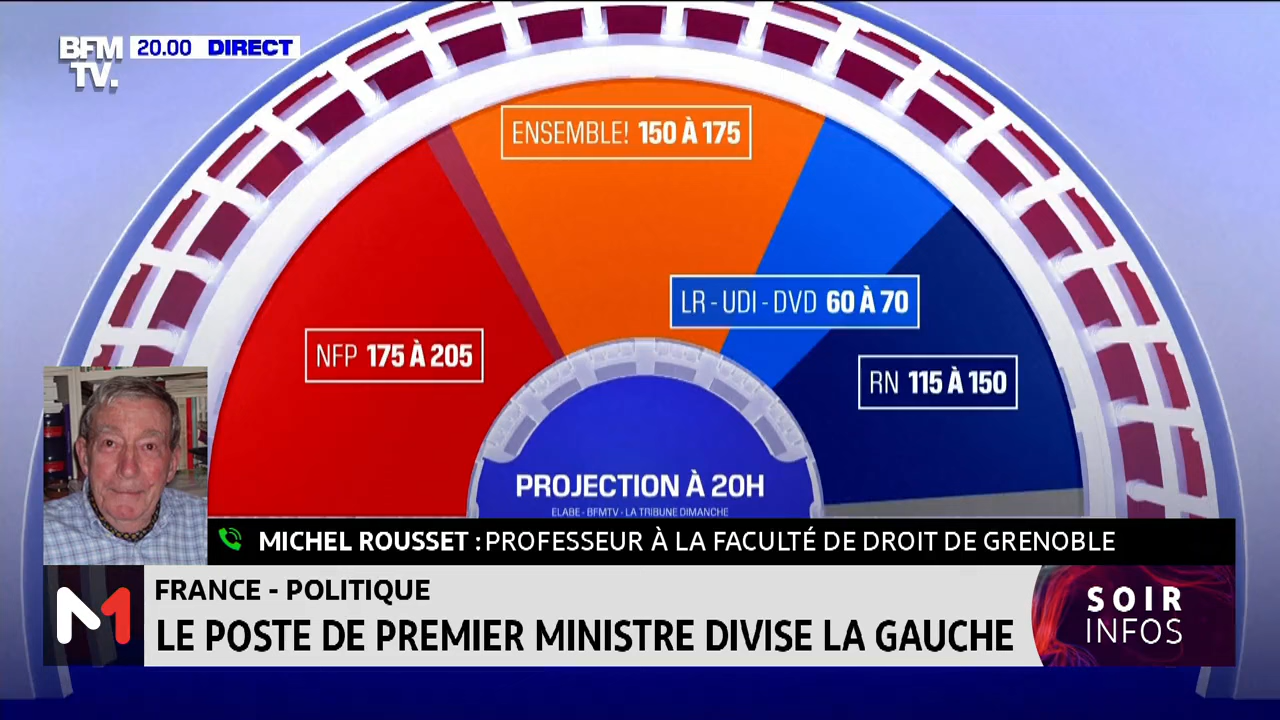 BFM
TV.
20.00 DIRECT
ENSEMBLE! 150 À 175
LR - UDI - DVD 60 À 70
NFP 175 À 205
RN 115 À 150
PROJECTION À 20H
ELABE - BFMTV - LA TRIBUNE DIMANCHE
MICHEL ROUSSET : PROFESSEUR À LA FACULTÉ DE DROIT DE GRENOBLE
M1
FRANCE - POLITIQUE
LE POSTE DE PREMIER MINISTRE DIVISE LA GAUCHE
SOIR
INFOS